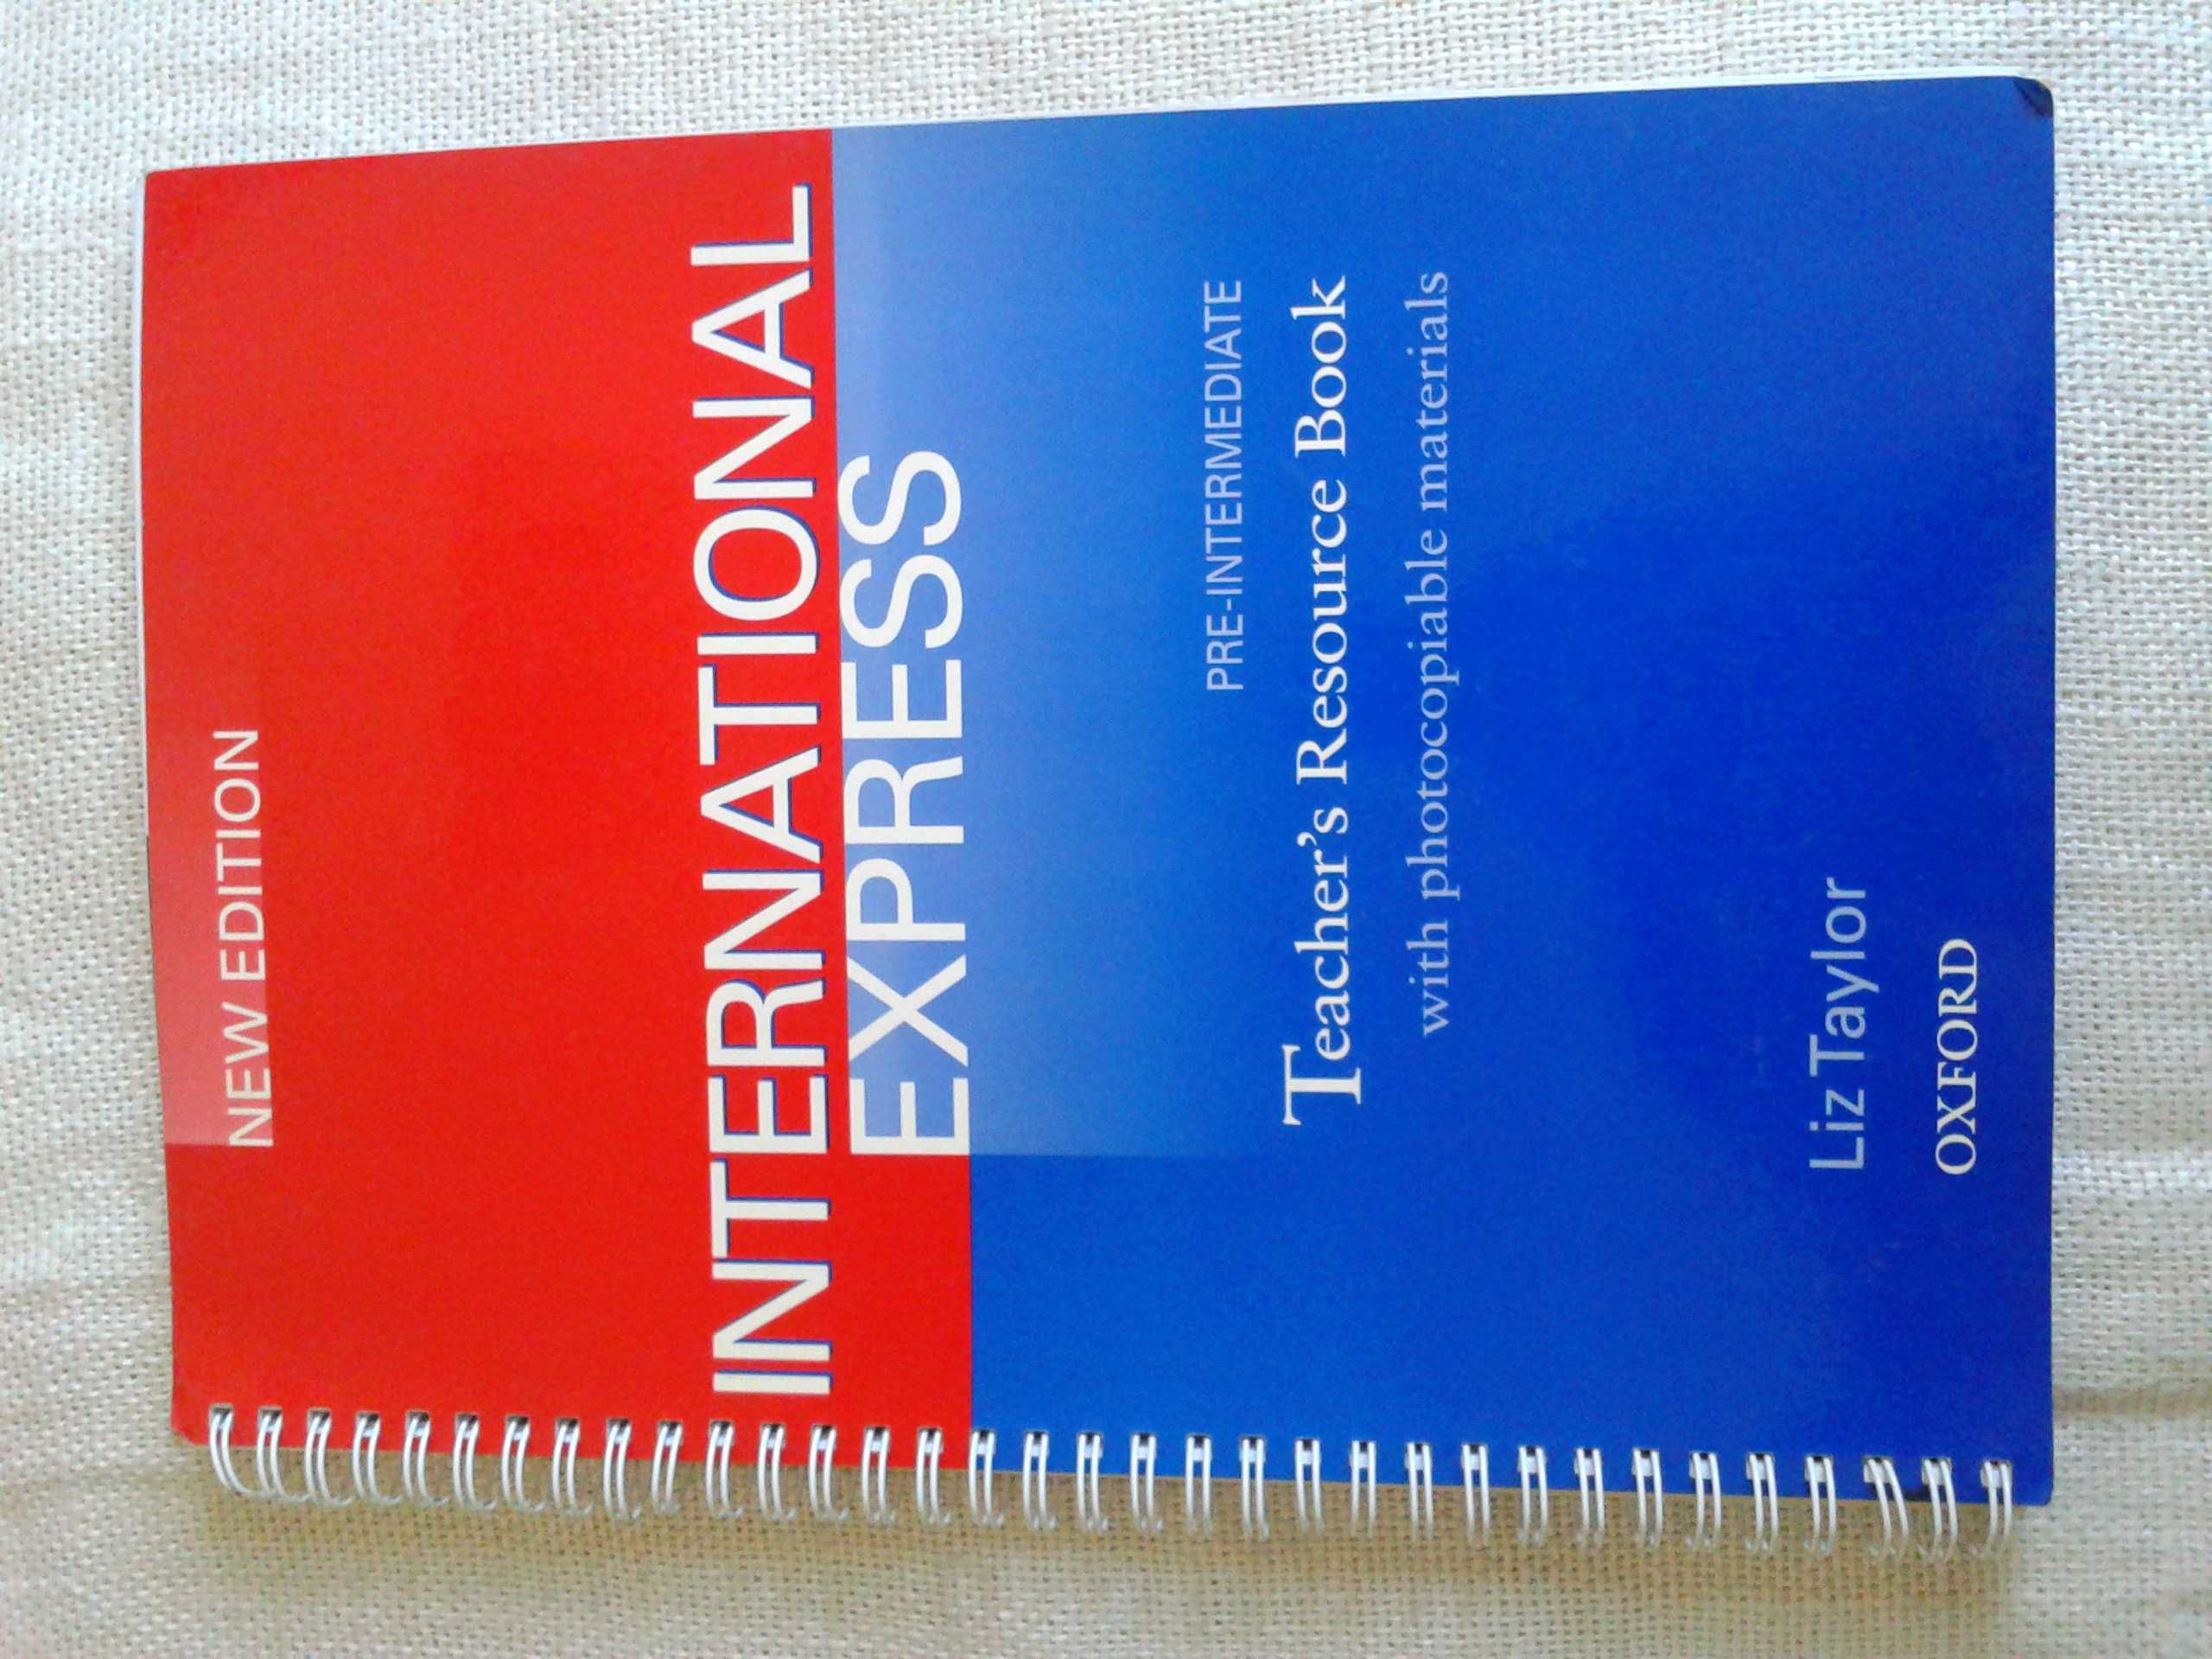 NEW EDITION
INTERNATIONAL
EXPRESS
PRE-INTERMEDIATE
Teacher's Resource Book
with photocopiable materials
Liz Taylor
OXFORD